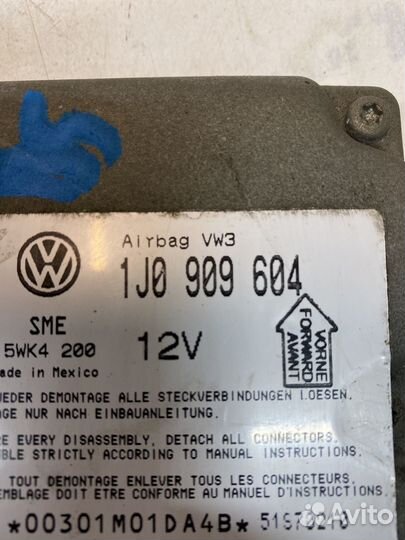 Airbag VW3
1J0 909 604
SME
5WK4 200
12V
ade in Mexico
VORNE
FORWARD
AVANT
JEDER DEMONTAGE ALLE STECKVERBINDUNGEN LOESEN.
AGE NUR NACH EINBAUANLEITUNG.
RE EVERY DISASSEMBLY, DETACH ALL CONNECTORS.
BLE STRICTLY ACCORDING TO MANUAL INSTRUCTIONS.
TOUT DEMONTAGE ENLEVER TOUS LES CONNECTEURS.
EMBLAGE DOIT ETRE CONFORME AU MANUEL D'INSTRUCTIONS
*00301M01DA4B*
Avito